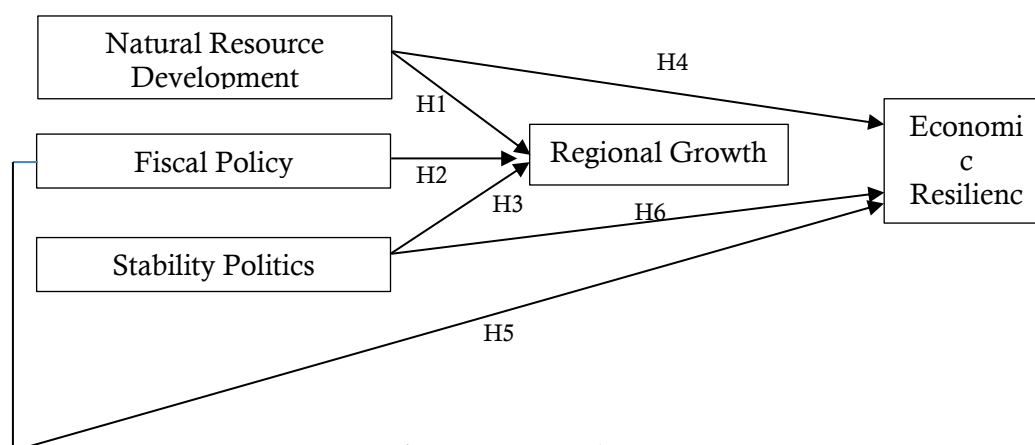 Natural Resource
Development
H4
H1
Economi
c
Resilienc
Regional Growth
Fiscal Policy
H2
H3
H6
Stability Politics
H5